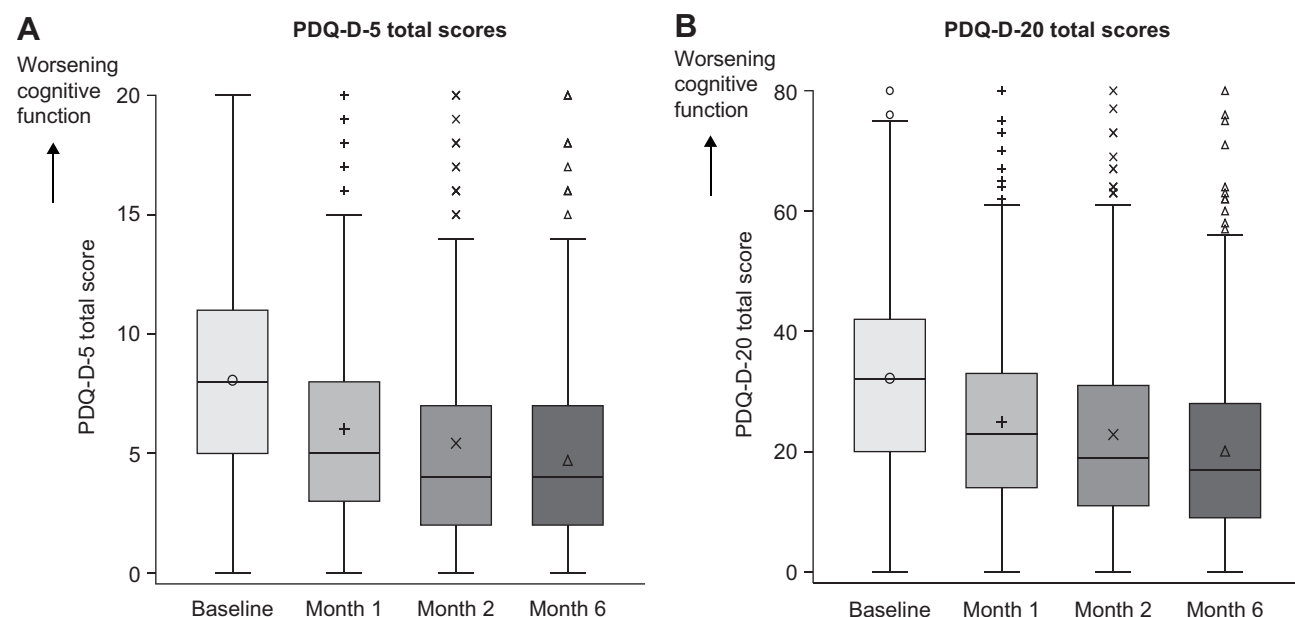 A
PDQ-D-5 total scores
Worsening
cognitive
function
PDQ-D-5 total score
20
15
10
5
0
Baseline
Month 1
Month 2
Month 6
B
PDQ-D-20 total scores
Worsening
cognitive
function
PDQ-D-20 total score
80
60
40
20
0
Baseline
Month 1
Month 2
Month 6